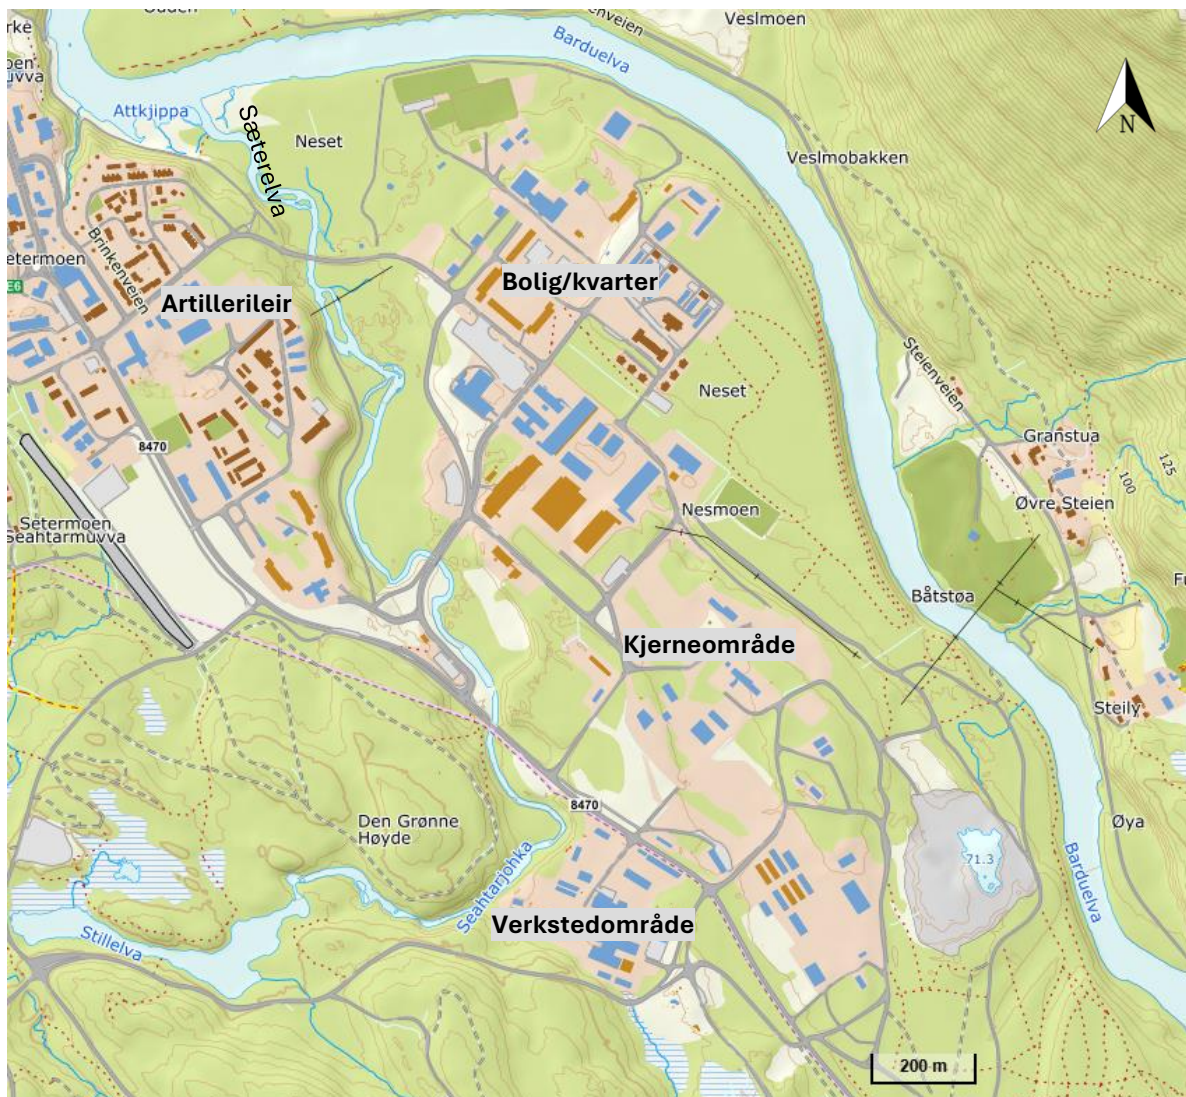 Veslmoen
Barduelva
Attkjippa
Sæterelva
Neset
Veslmobakken
Brinkenveien
etermoen
E6
Artillerileir
Bolig/kvarter
N
Steienveien
Neset
Granstua
125
100
8470
Øvre Steien
Setermoen
Seahtarmuvva
Nesmoen
Båtstøa
Kjerneområde
Steily
8470
Den Grønne
Høyde
71.3
Øya
Seahtarjohka
Barduelva
Verkstedområde
Stillelva
200 m